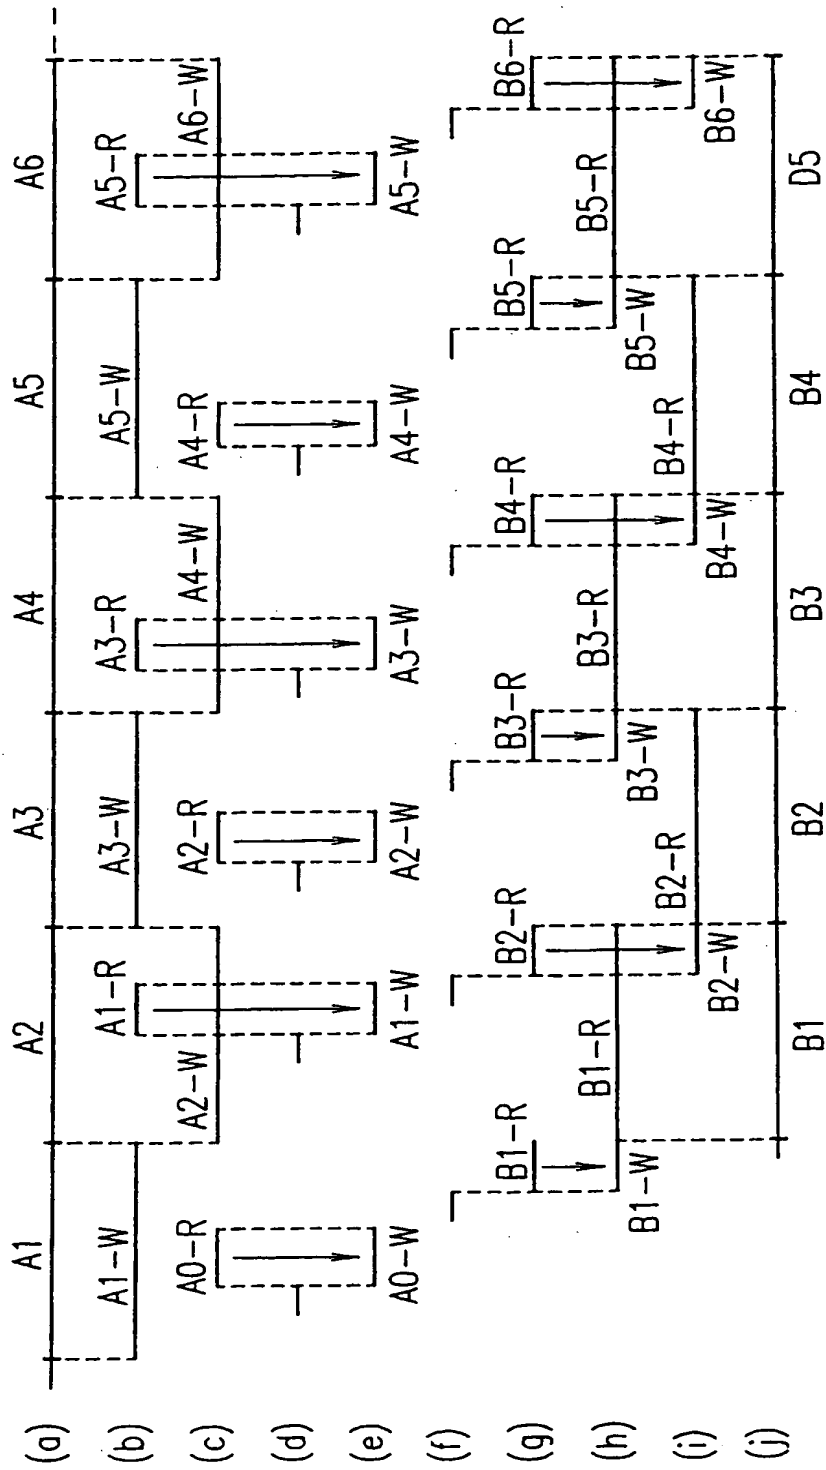 (a) A1 A2 A3 A4 A5 A6
(b) A1-W A1-R A3-W A3-R A5-W A5-R
(c) A0-R A2-W A2-R A4-W A4-R A6-W
(d)
(e) A0-W A1-W A2-W A3-W A4-W A5-W
(f)
(g) B1-R B2-R B3-R B4-R B5-R B6-R
(h) B1-W B1-R B3-W B3-R B5-W B5-R
(i) B2-W B2-R B4-W B4-R B6-W
(j) B1 B2 B3 B4 D5